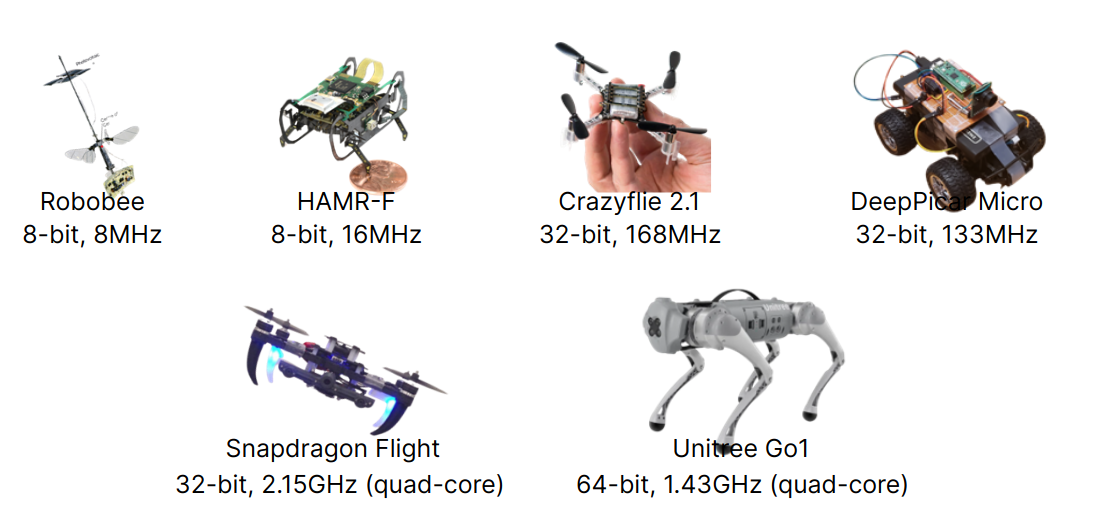 Robobee
8-bit, 8MHz
HAMR-F
8-bit, 16MHz
Crazyflie 2.1
32-bit, 168MHz
DeepPicar Micro
32-bit, 133MHz
Snapdragon Flight
32-bit, 2.15GHz (quad-core)
Unitree Go1
64-bit, 1.43GHz (quad-core)